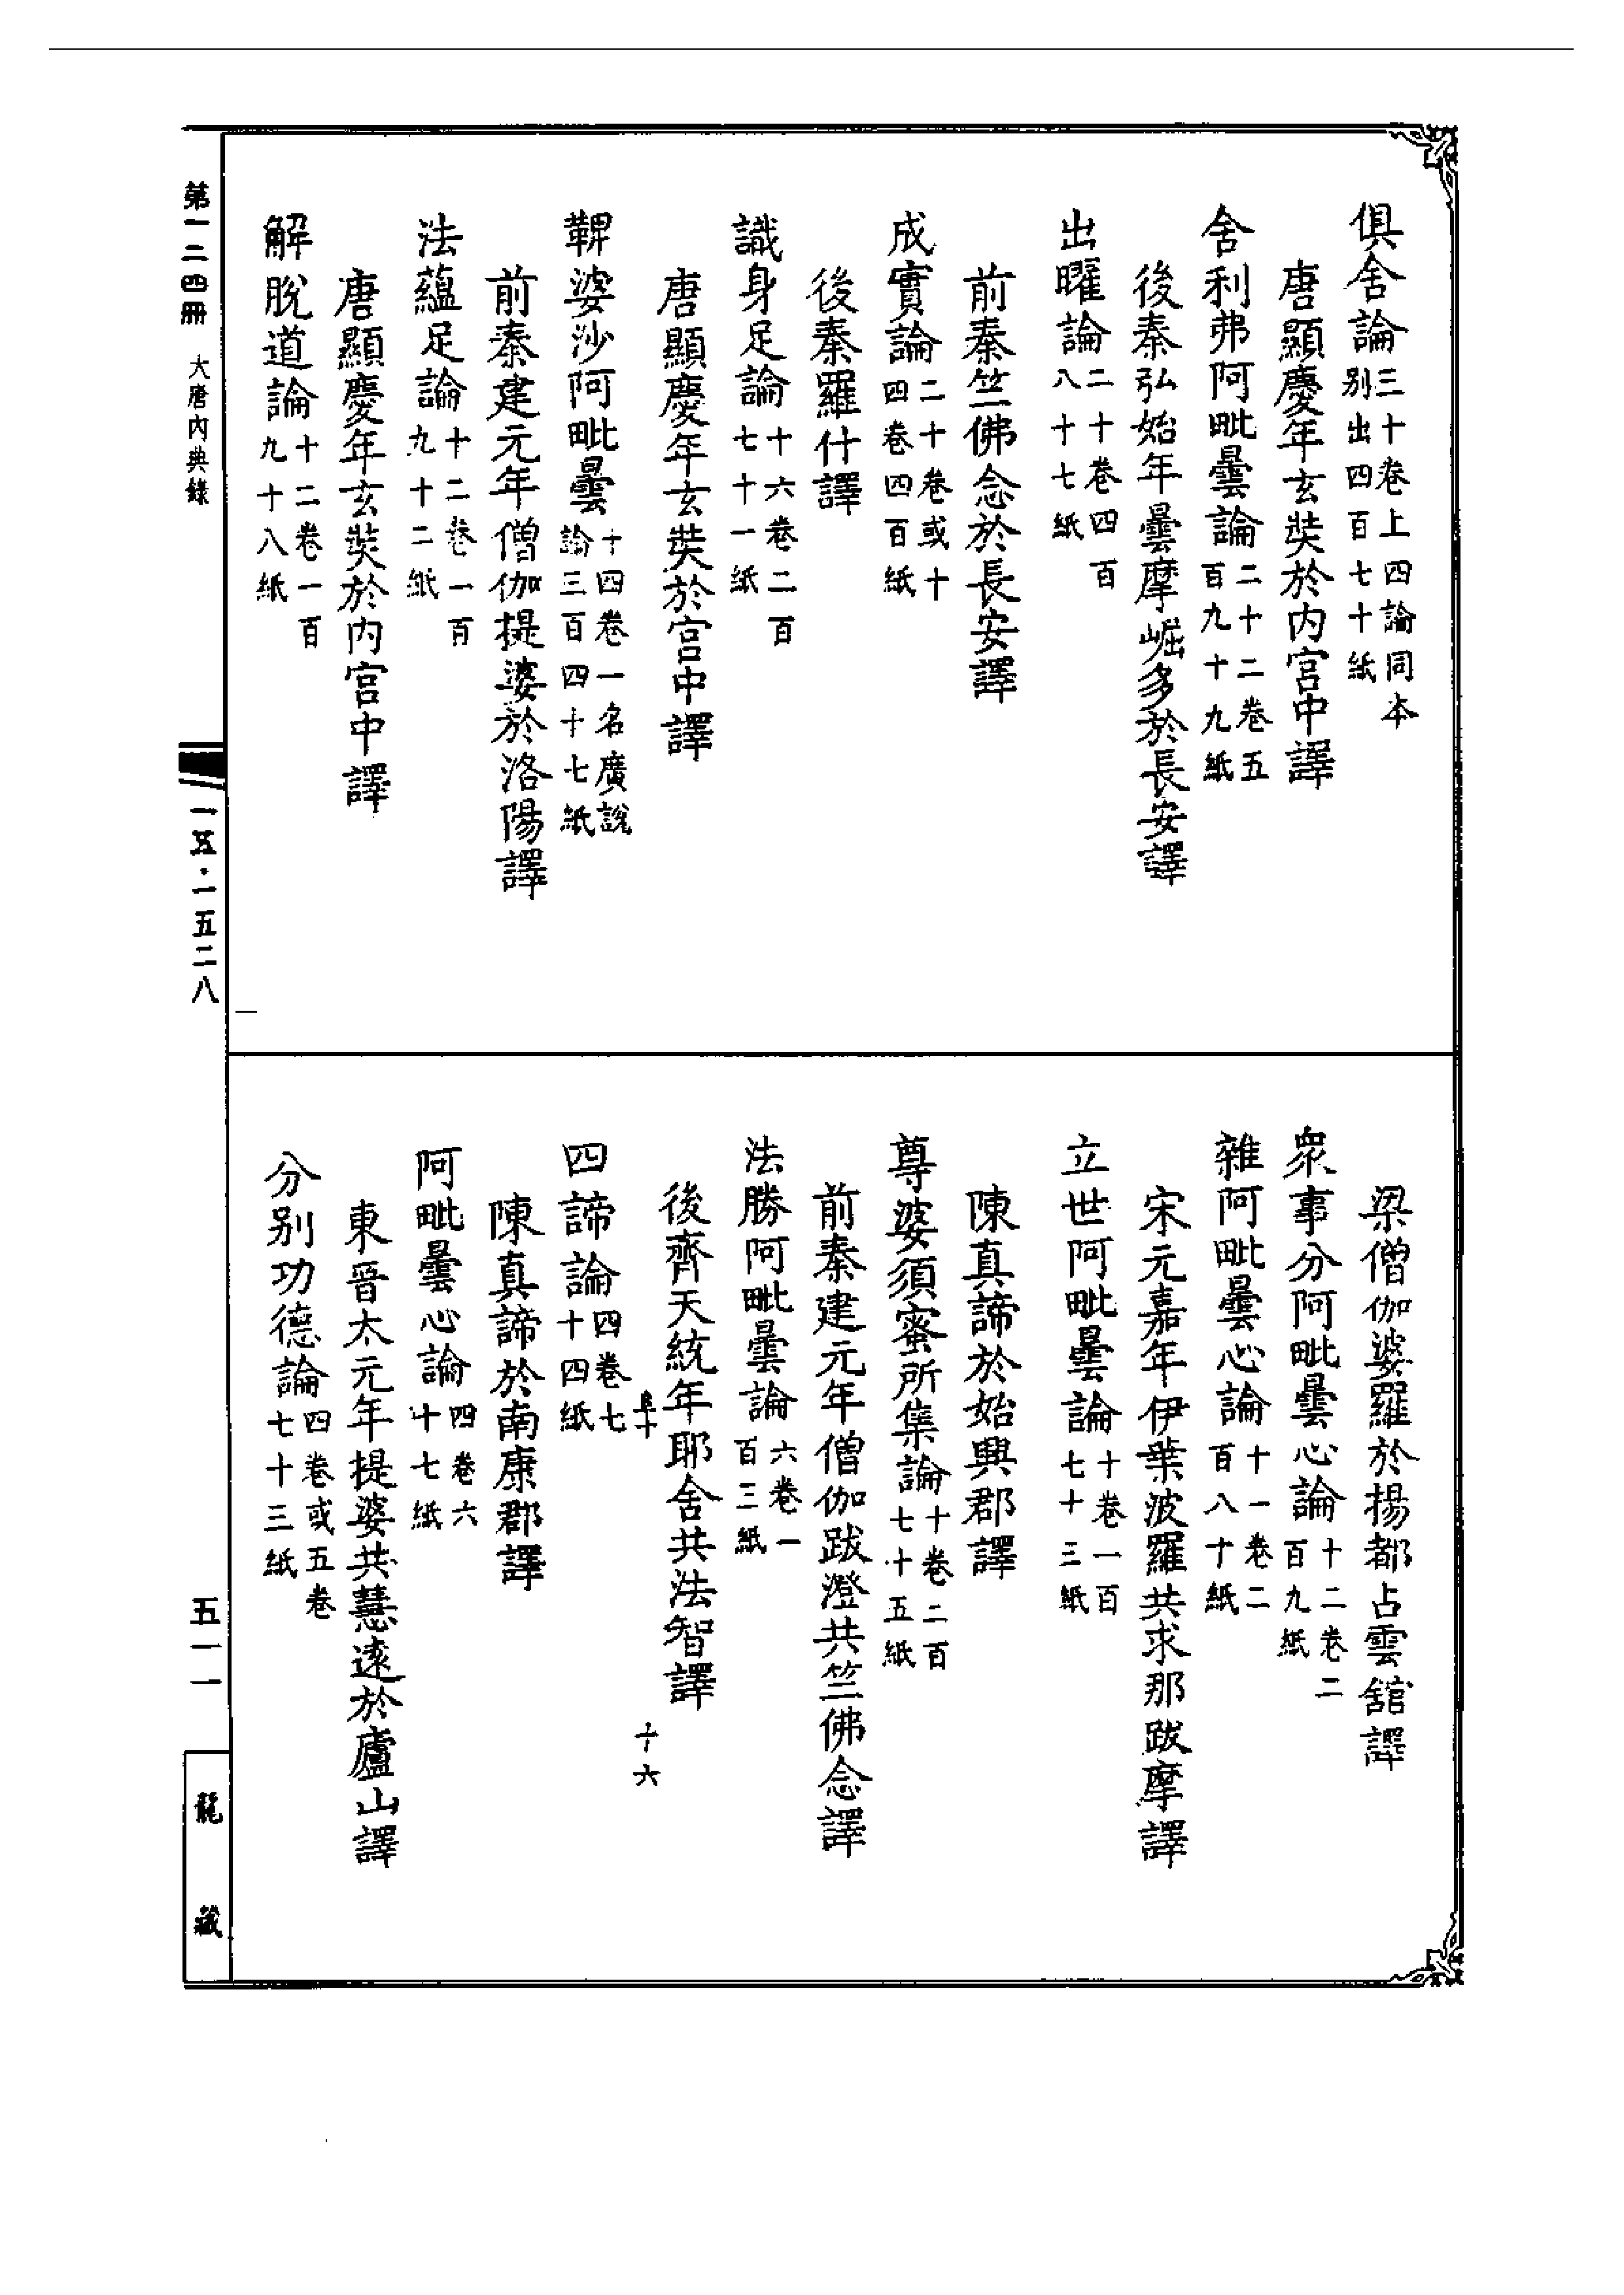 俱舍論三十卷上四論同本別出四百七十紙
唐顯慶年玄奘於內宮中譯
舍利弗阿毗曇論二十二卷五百九十九紙
後秦弘始年曇摩崛多於長安譯
出曜論二十卷四百八十七紙
前秦竺佛念於長安譯
成實論二十卷或十四卷四百紙
後秦羅什譯
識身足論十六卷二百七十一紙
唐顯慶年玄奘於宮中譯
鞞婆沙阿毗曇十四卷一名廣說論三百四十七紙
前秦建元年僧伽提婆於洛陽譯
法蘊足論十二卷一百九十二紙
唐顯慶年玄奘於內宮中譯
解脫道論十二卷一百九十八紙
梁僧伽婆羅於揚都占雲舘譯
眾事分阿毗曇心論十二卷二百九紙
雜阿毗曇心論十一卷二百八十紙
宋元嘉年伊葉波羅共求那跋摩譯
立世阿毗曇論十卷一百七十三紙
陳真諦於始興郡譯
尊婆須蜜所集論十卷二百七十五紙
前秦建元年僧伽跋澄共竺佛念譯
法勝阿毗曇論六卷一百三紙
後齊天統年耶舍共法智譯
十六
四諦論四卷七十四紙
陳真諦於南康郡譯
阿毗曇心論四卷六十七紙
東晉太元年提婆共慧遠於廬山譯
分別功德論四卷或五卷七十三紙
第一二四冊 大唐內典錄
一五·一五二八
五一一
龍藏